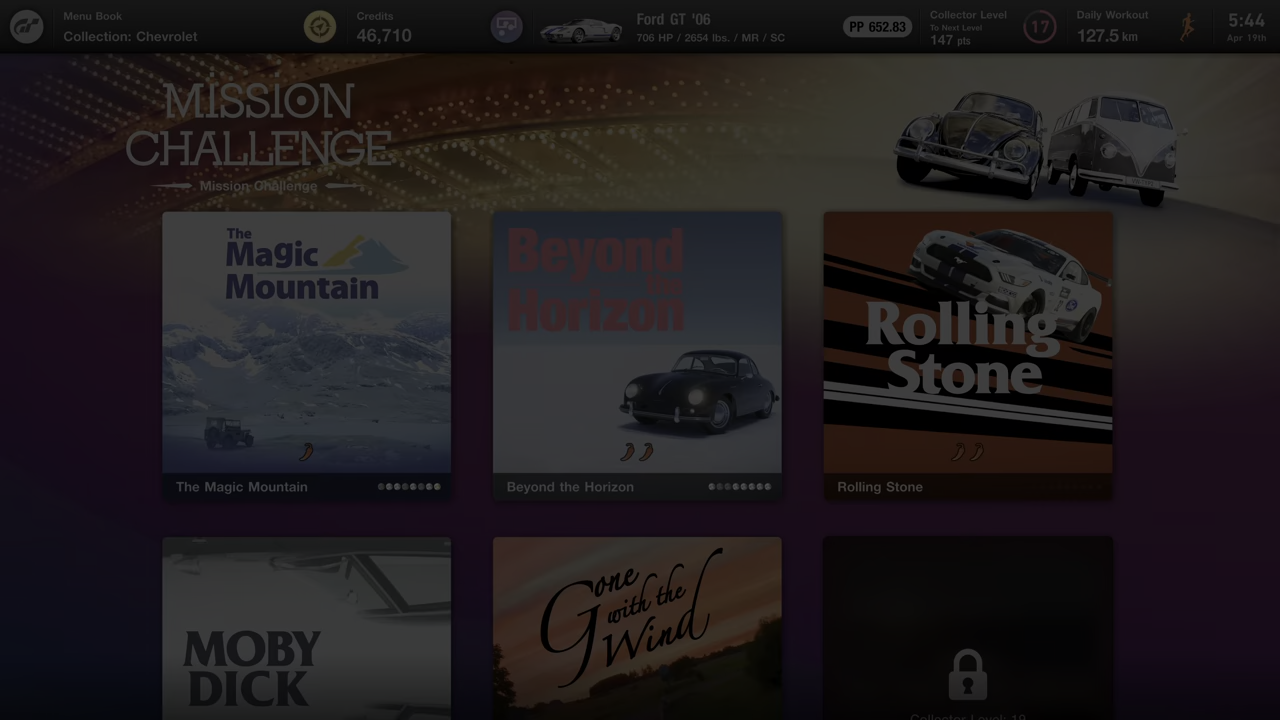 Menu Book
Collection: Chevrolet
Credits
46,710
Ford GT '06
706 HP / 2654 lbs. / MR / SC
PP 652.83
Collector Level
To Next Level
147 pts
17
Daily Workout
127.5 km
5:44
Apr 19th
MISSION
CHALLENGE
Mission Challenge
The
Magic
Mountain
The Magic Mountain
Beyond
the
Horizon
Beyond the Horizon
Rolling
Stone
Rolling Stone
MOBY
DICK
Gone
with the
Wind
Collector Level: 19